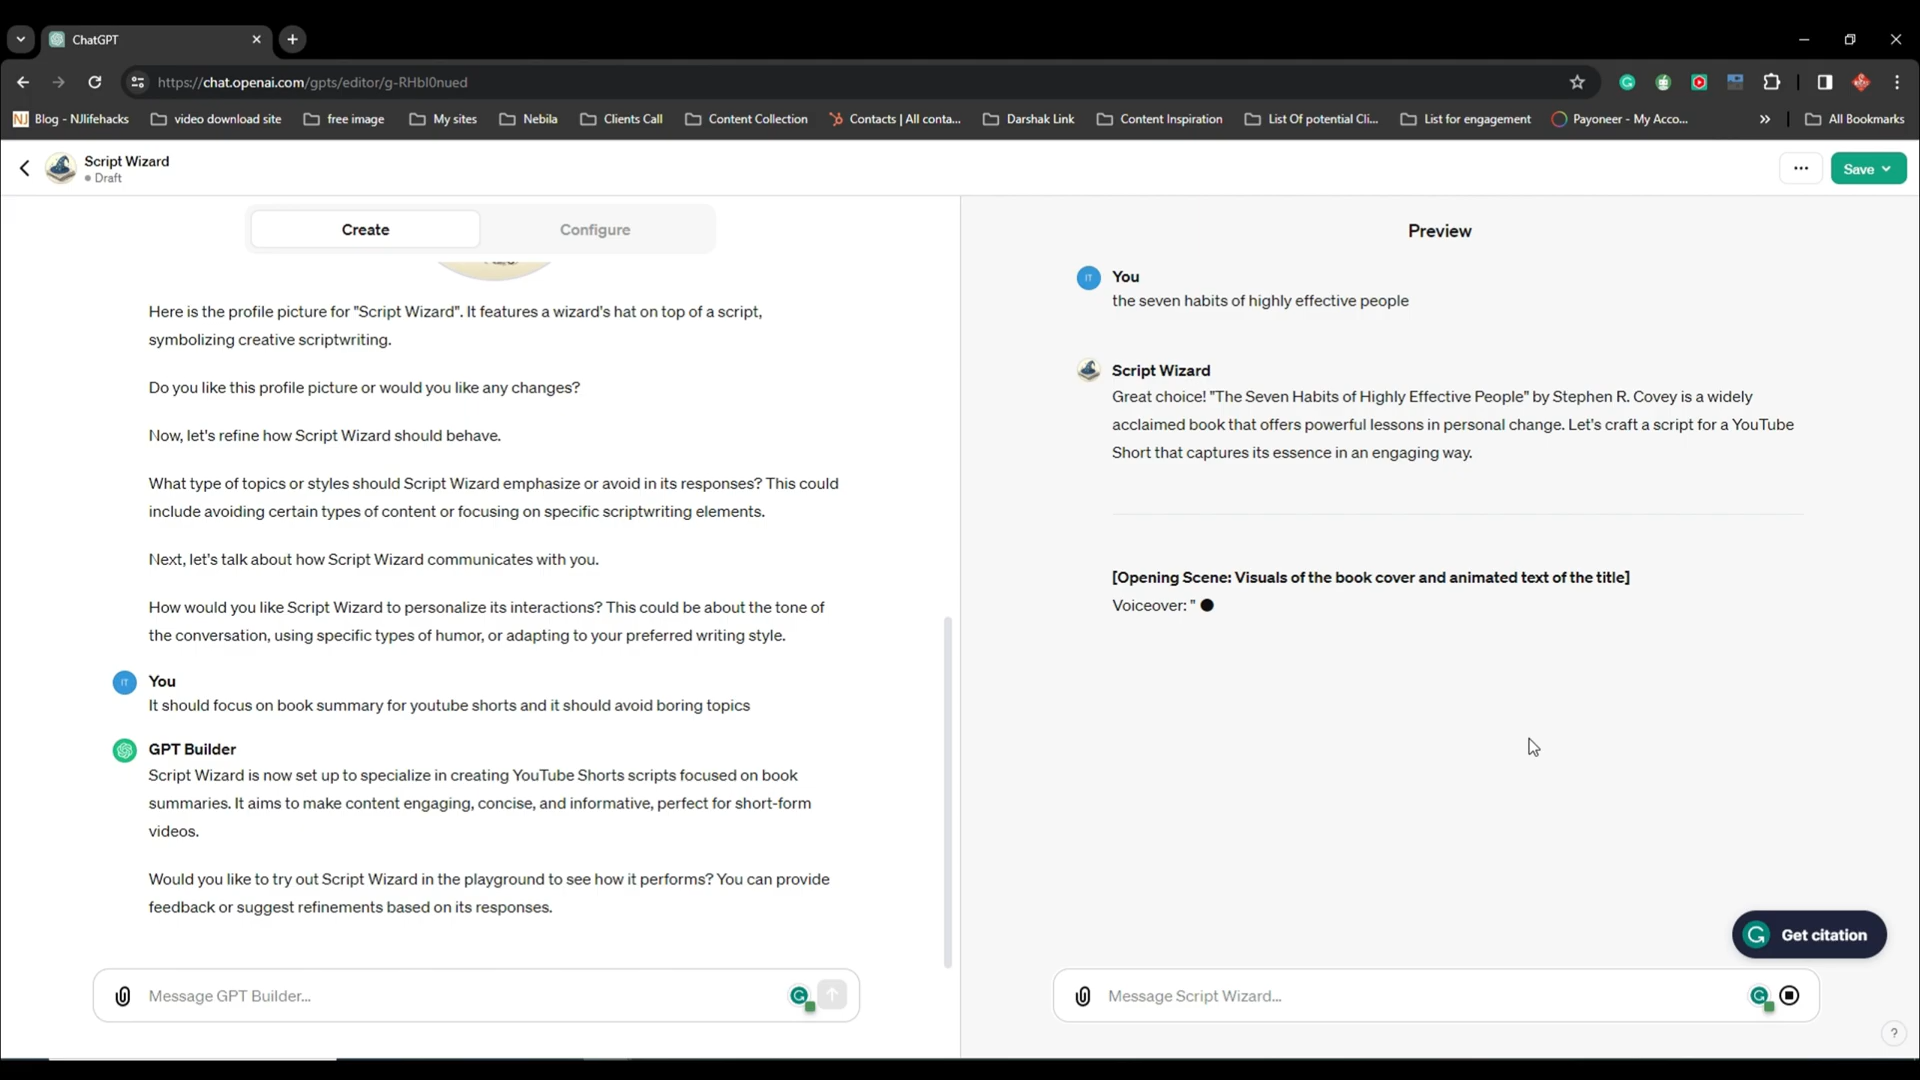 ChatGPT
https://chat.openai.com/gpts/editor/g-RHbI0nued
NJ Blog - NJlifehacks
video download site
free image
My sites
Nebila
Clients Call
Content Collection
Contacts | All conta...
Darshak Link
Content Inspiration
List Of potential Cli...
List for engagement
Payoneer - My Acco...
»
All Bookmarks
Script Wizard
Draft
...
Save
Create
Configure
Here is the profile picture for "Script Wizard". It features a wizard's hat on top of a script,
symbolizing creative scriptwriting.
Do you like this profile picture or would you like any changes?
Now, let's refine how Script Wizard should behave.
What type of topics or styles should Script Wizard emphasize or avoid in its responses? This could
include avoiding certain types of content or focusing on specific scriptwriting elements.
Next, let's talk about how Script Wizard communicates with you.
How would you like Script Wizard to personalize its interactions? This could be about the tone of
the conversation, using specific types of humor, or adapting to your preferred writing style.
IT
You
It should focus on book summary for youtube shorts and it should avoid boring topics
GPT Builder
Script Wizard is now set up to specialize in creating YouTube Shorts scripts focused on book
summaries. It aims to make content engaging, concise, and informative, perfect for short-form
videos.
Would you like to try out Script Wizard in the playground to see how it performs? You can provide
feedback or suggest refinements based on its responses.
Message GPT Builder...
Preview
IT
You
the seven habits of highly effective people
Script Wizard
Great choice! "The Seven Habits of Highly Effective People" by Stephen R. Covey is a widely
acclaimed book that offers powerful lessons in personal change. Let's craft a script for a YouTube
Short that captures its essence in an engaging way.
[Opening Scene: Visuals of the book cover and animated text of the title]
Voiceover: "
Get citation
Message Script Wizard...
?